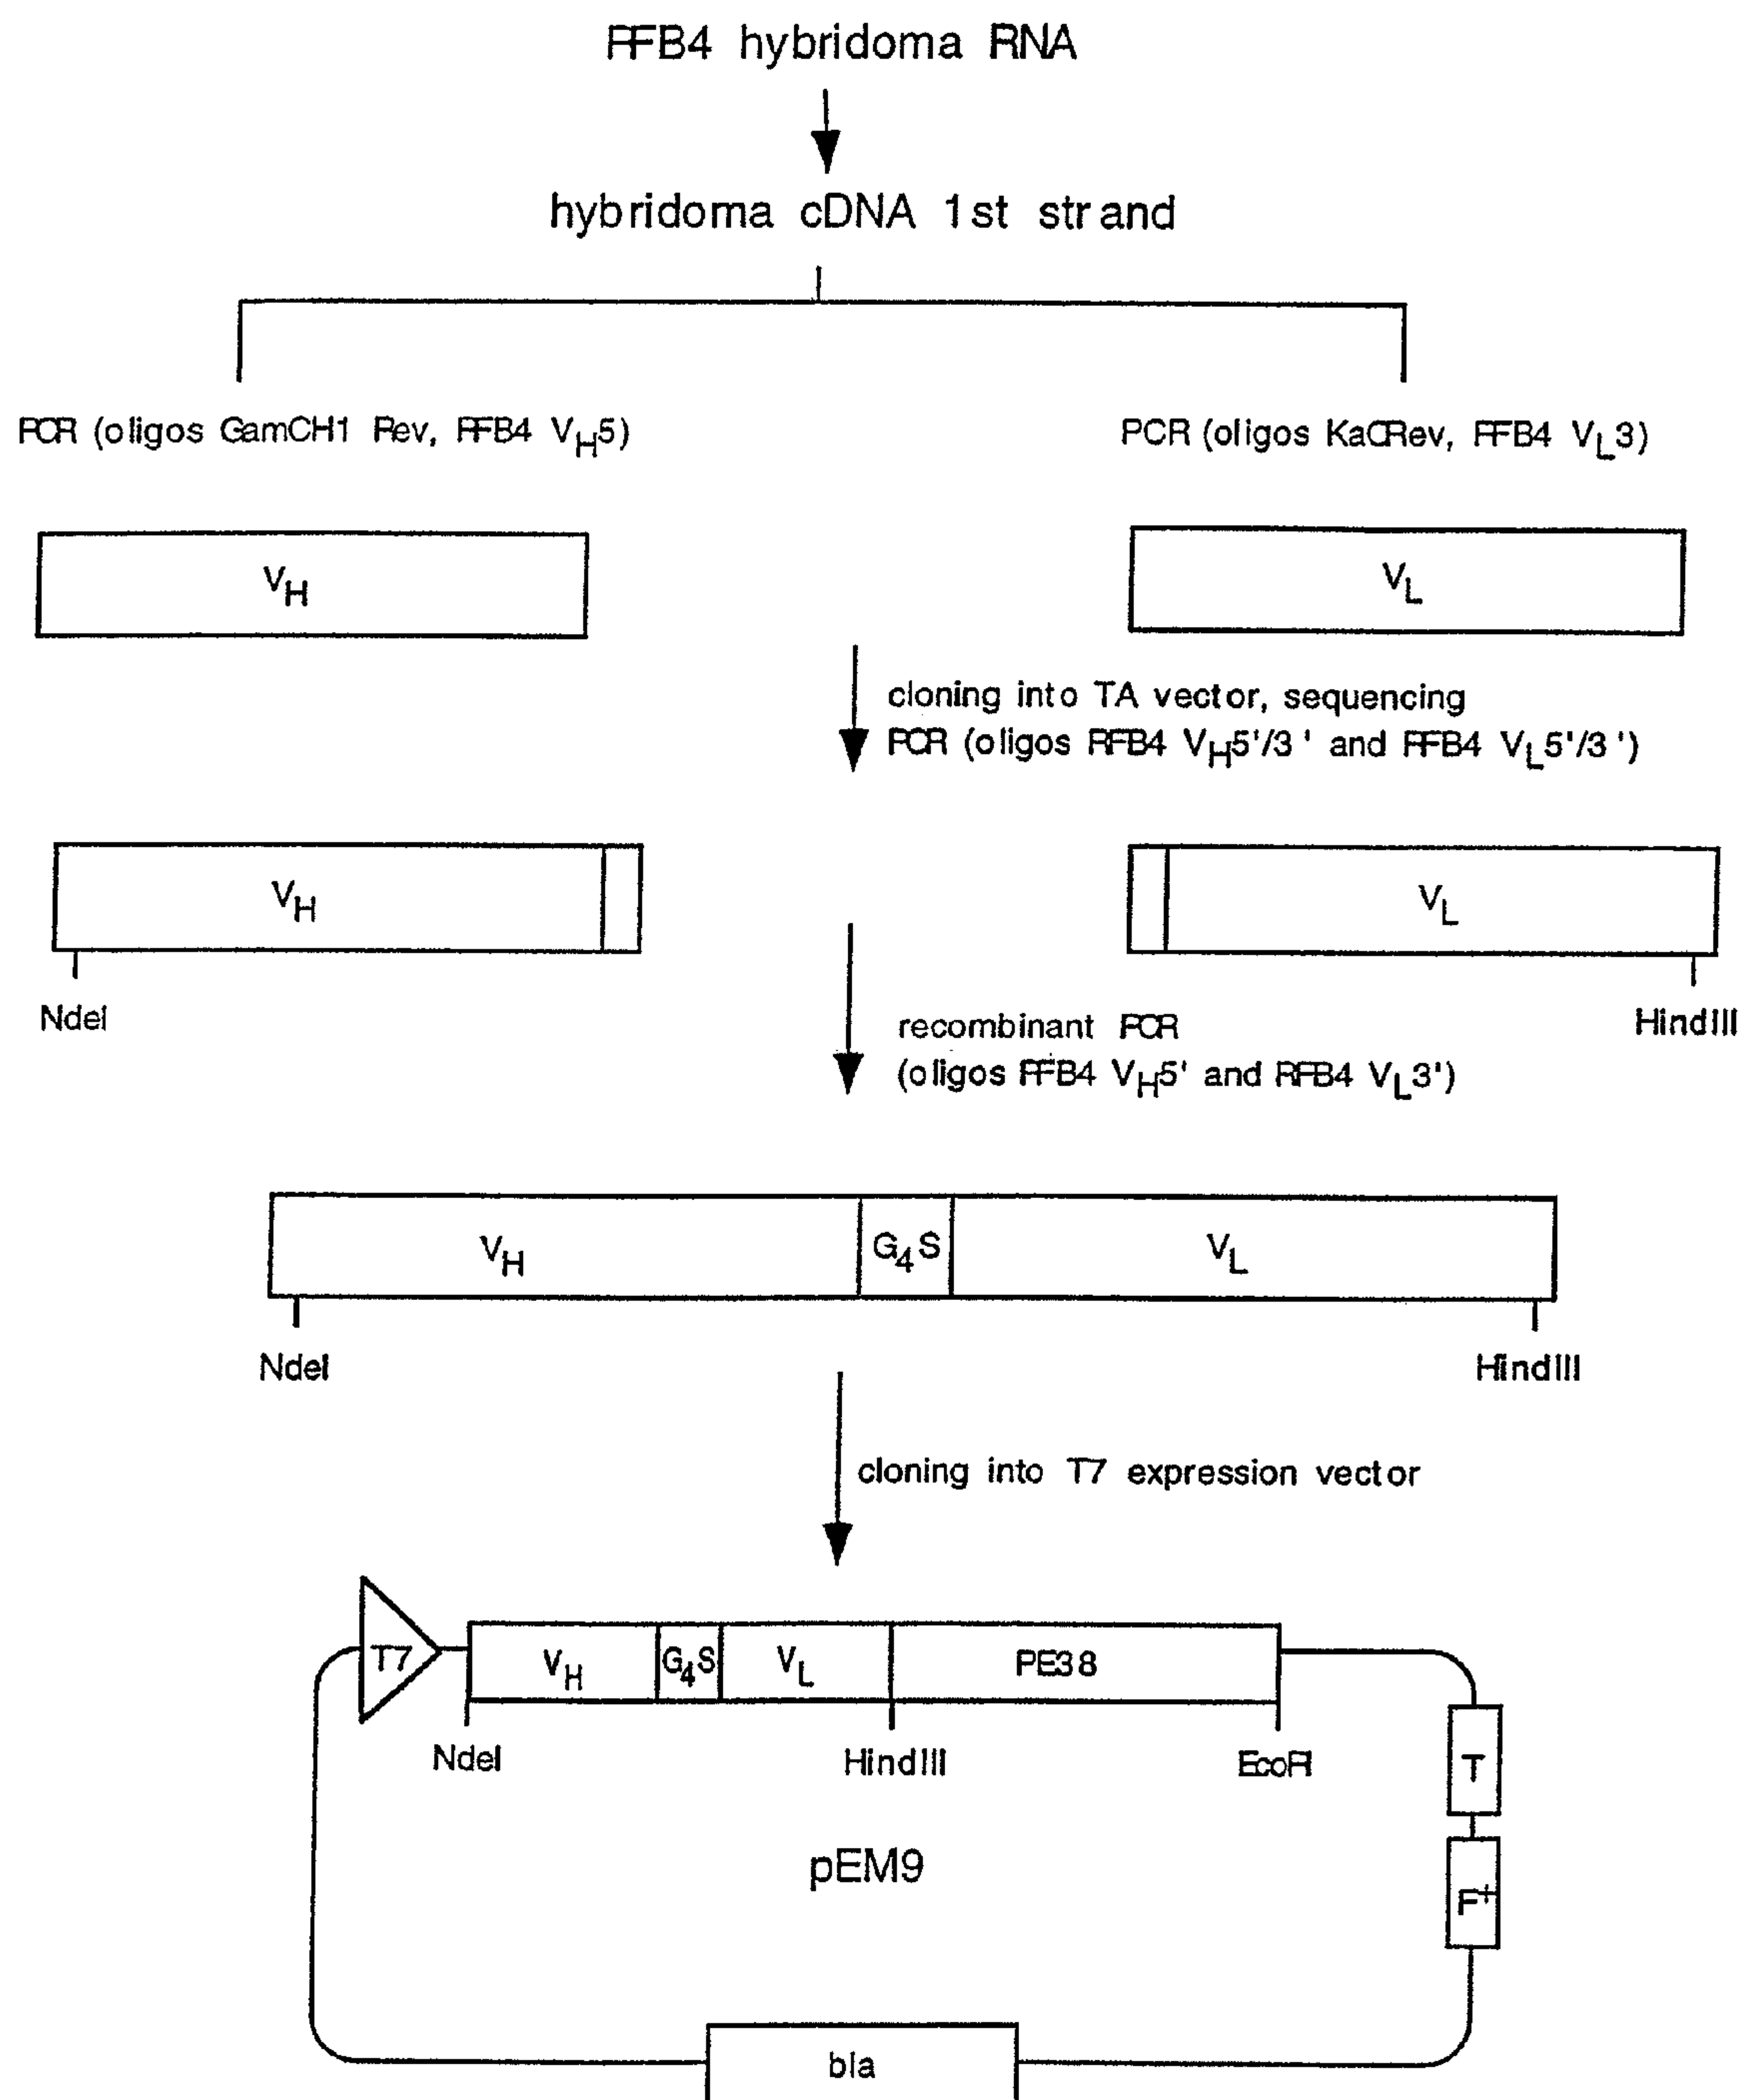 RFB4 hybridoma RNA
hybridoma cDNA 1st strand
PCR (oligos GamCH1 Rev, RFB4 VH5)
PCR (oligos KaCRev, RFB4 VL3)
VH
VL
cloning into TA vector, sequencing
PCR (oligos RFB4 VH5'/3' and RFB4 VL5'/3')
VH
VL
NdeI
HindIII
recombinant PCR
(oligos RFB4 VH5' and RFB4 VL3')
VH
G4S
VL
NdeI
HindIII
cloning into T7 expression vector
T7
VH
G4S
VL
PE38
NdeI
HindIII
EcoRI
T
pEM9
F+
bla